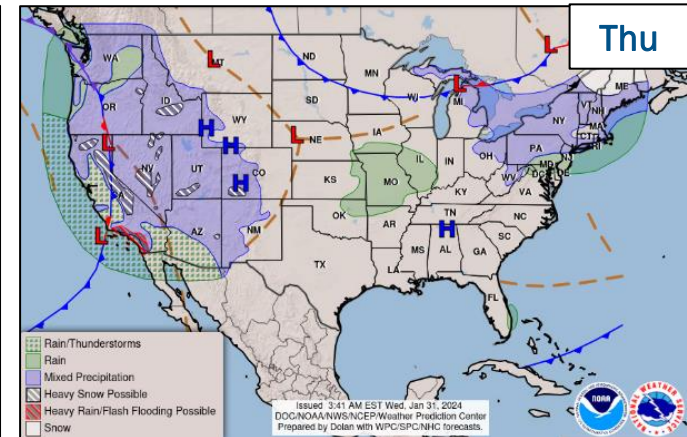 Thu
WA
MT
ND
MN
ME
OR
ID
WY
SD
WI
MI
VT
NH
NY
MA
CT
RI
NE
IA
PA
NJ
NV
UT
CO
IL
IN
OH
MD
DE
DC
WV
VA
KS
MO
KY
CA
AZ
NM
OK
AR
TN
NC
SC
TX
LA
MS
AL
GA
FL
L
L
L
L
L
L
H
H
H
H
Rain/Thunderstorms
Rain
Mixed Precipitation
Heavy Snow Possible
Heavy Rain/Flash Flooding Possible
Snow
Issued 3:41 AM EST Wed, Jan 31, 2024
DOC/NOAA/NWS/NCEP/Weather Prediction Center
Prepared by Dolan with WPC/SPC/NHC forecasts.
NOAA